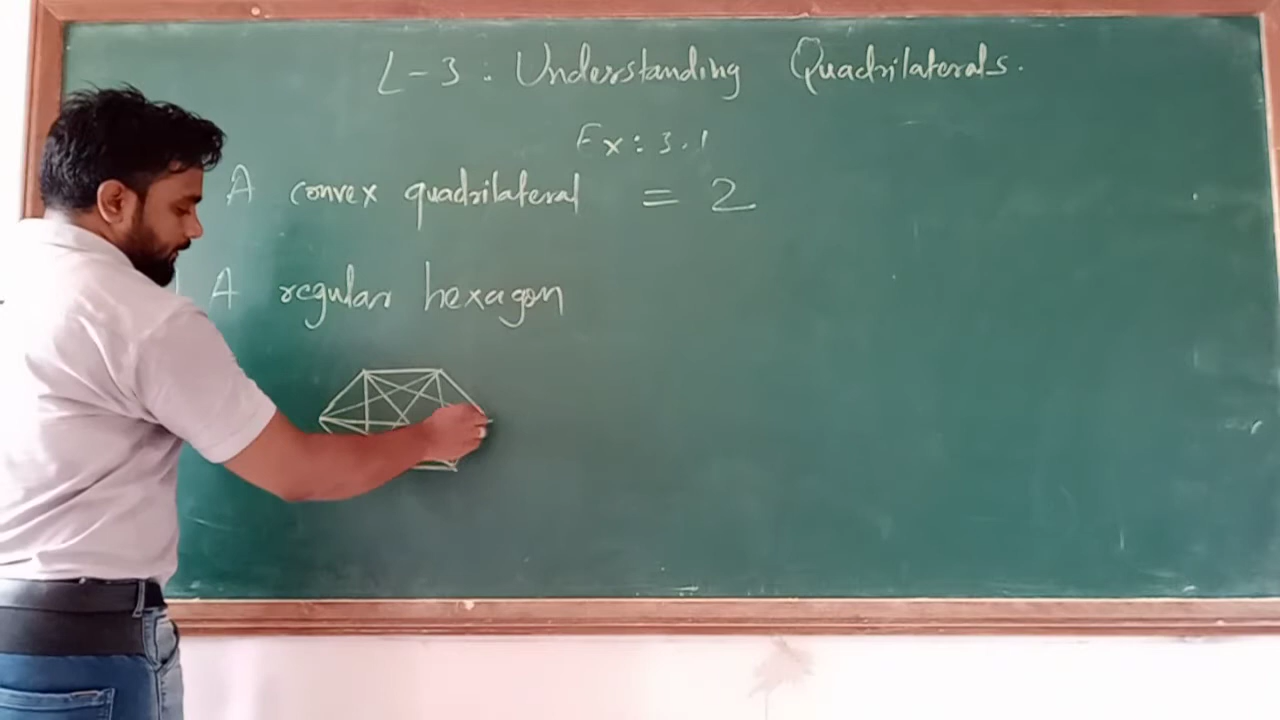 L-3 : Understanding Quadrilaterals.
Ex: 3.1
A convex quadrilateral = 2
A regular hexagon